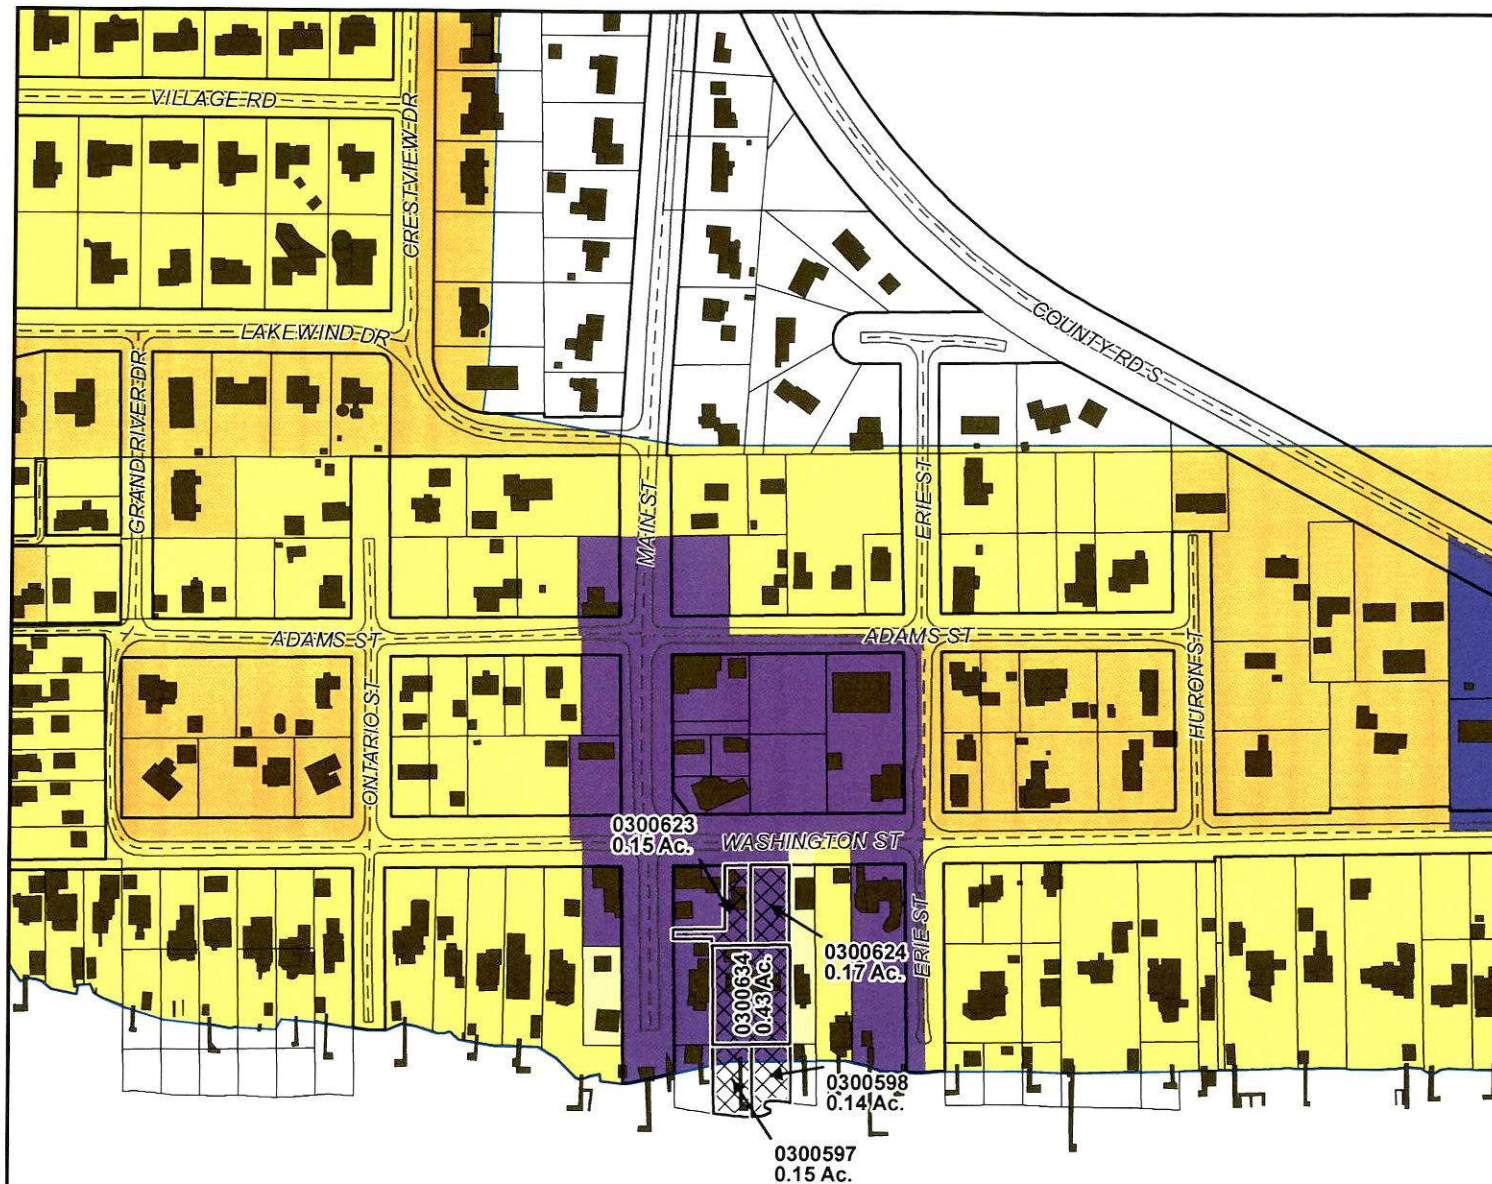 VILLAGE RD
CRESTVIEW DR
LAKEWIND DR
COUNTY RD S
GRAND RIVER DR
MAIN ST
ERIE ST
ADAMS ST
ADAMS ST
ONTARIO ST
HURON ST
0300623
0.15 Ac.
WASHINGTON ST
0300634
0.43 Ac.
0300624
0.17 Ac.
ERIE ST
0300598
0.14 Ac.
0300597
0.15 Ac.